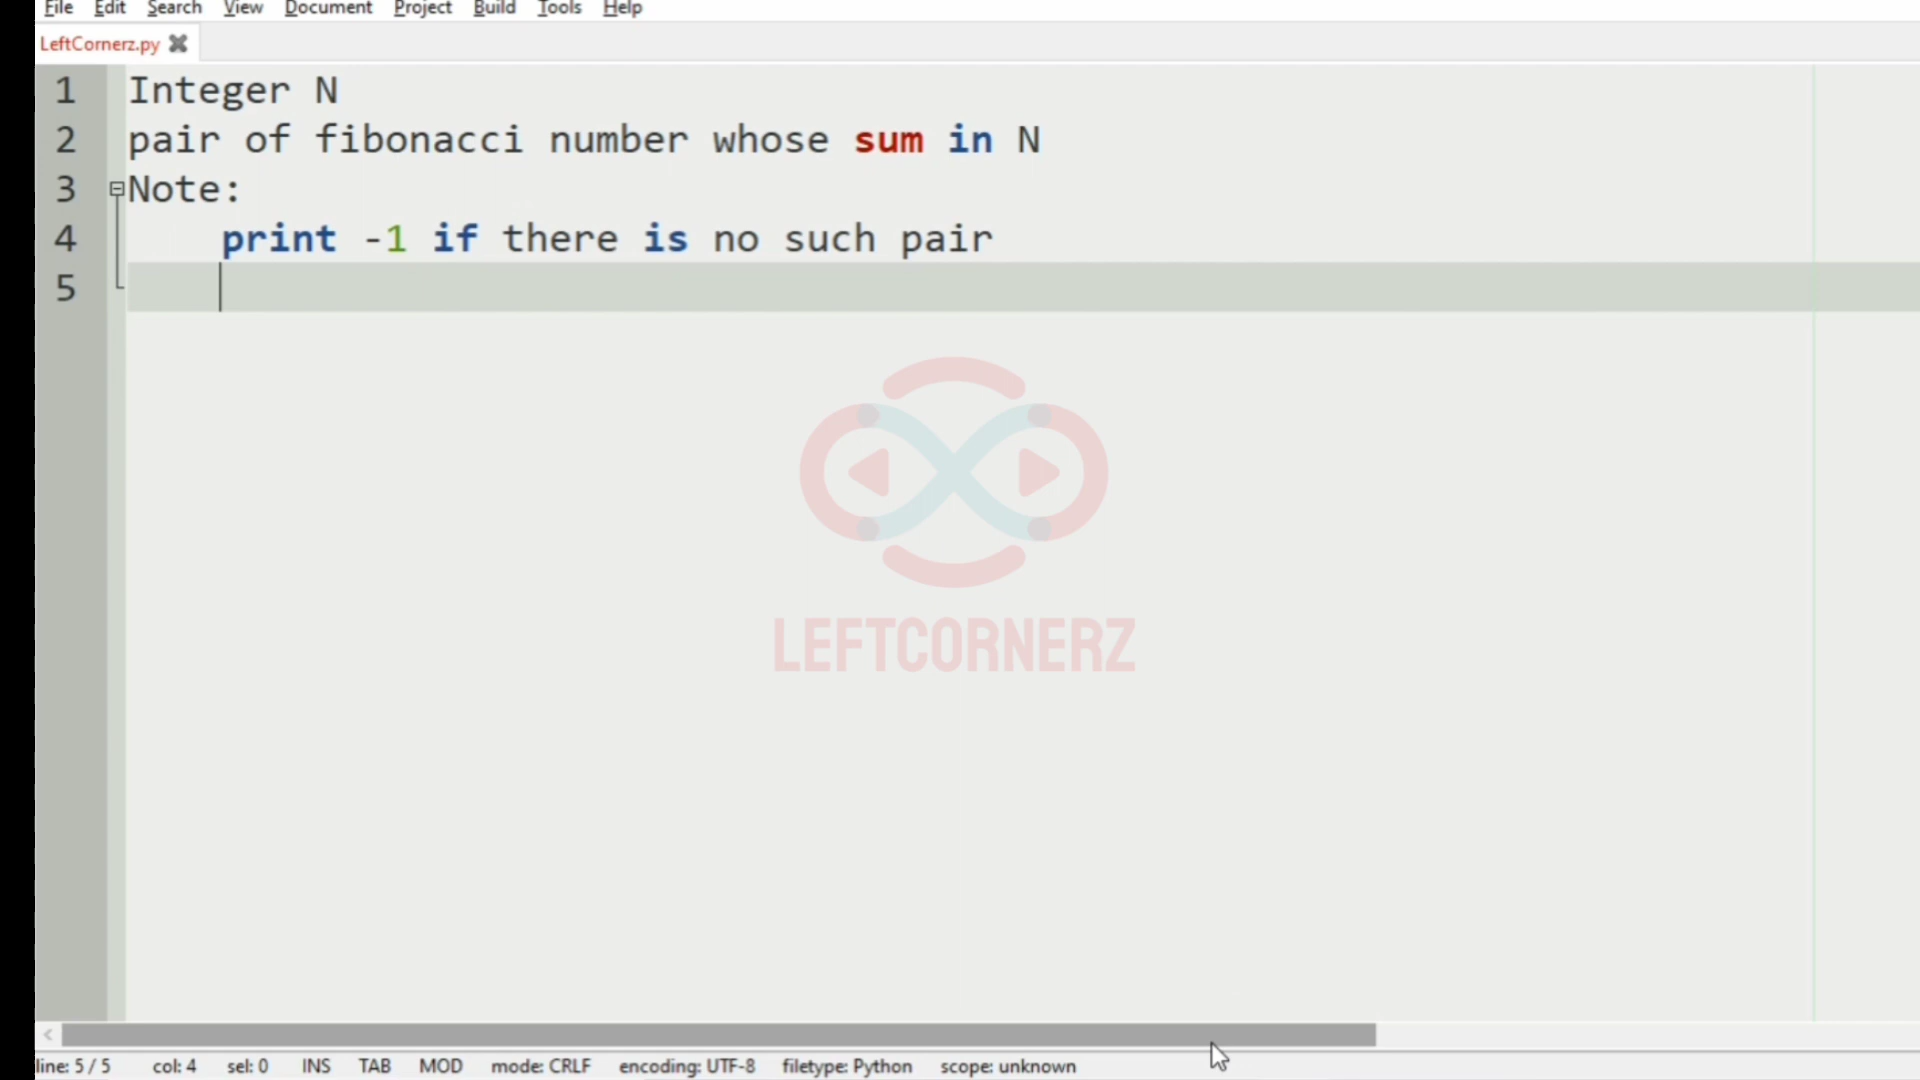 File Edit Search View Document Project Build Tools Help
LeftCornerz.py
1 Integer N
2 pair of fibonacci number whose sum in N
3 Note:
4 print -1 if there is no such pair
5
LEFTCORNERZ
line: 5 / 5 col: 4 sel: 0 INS TAB MOD mode: CRLF encoding: UTF-8 filetype: Python scope: unknown